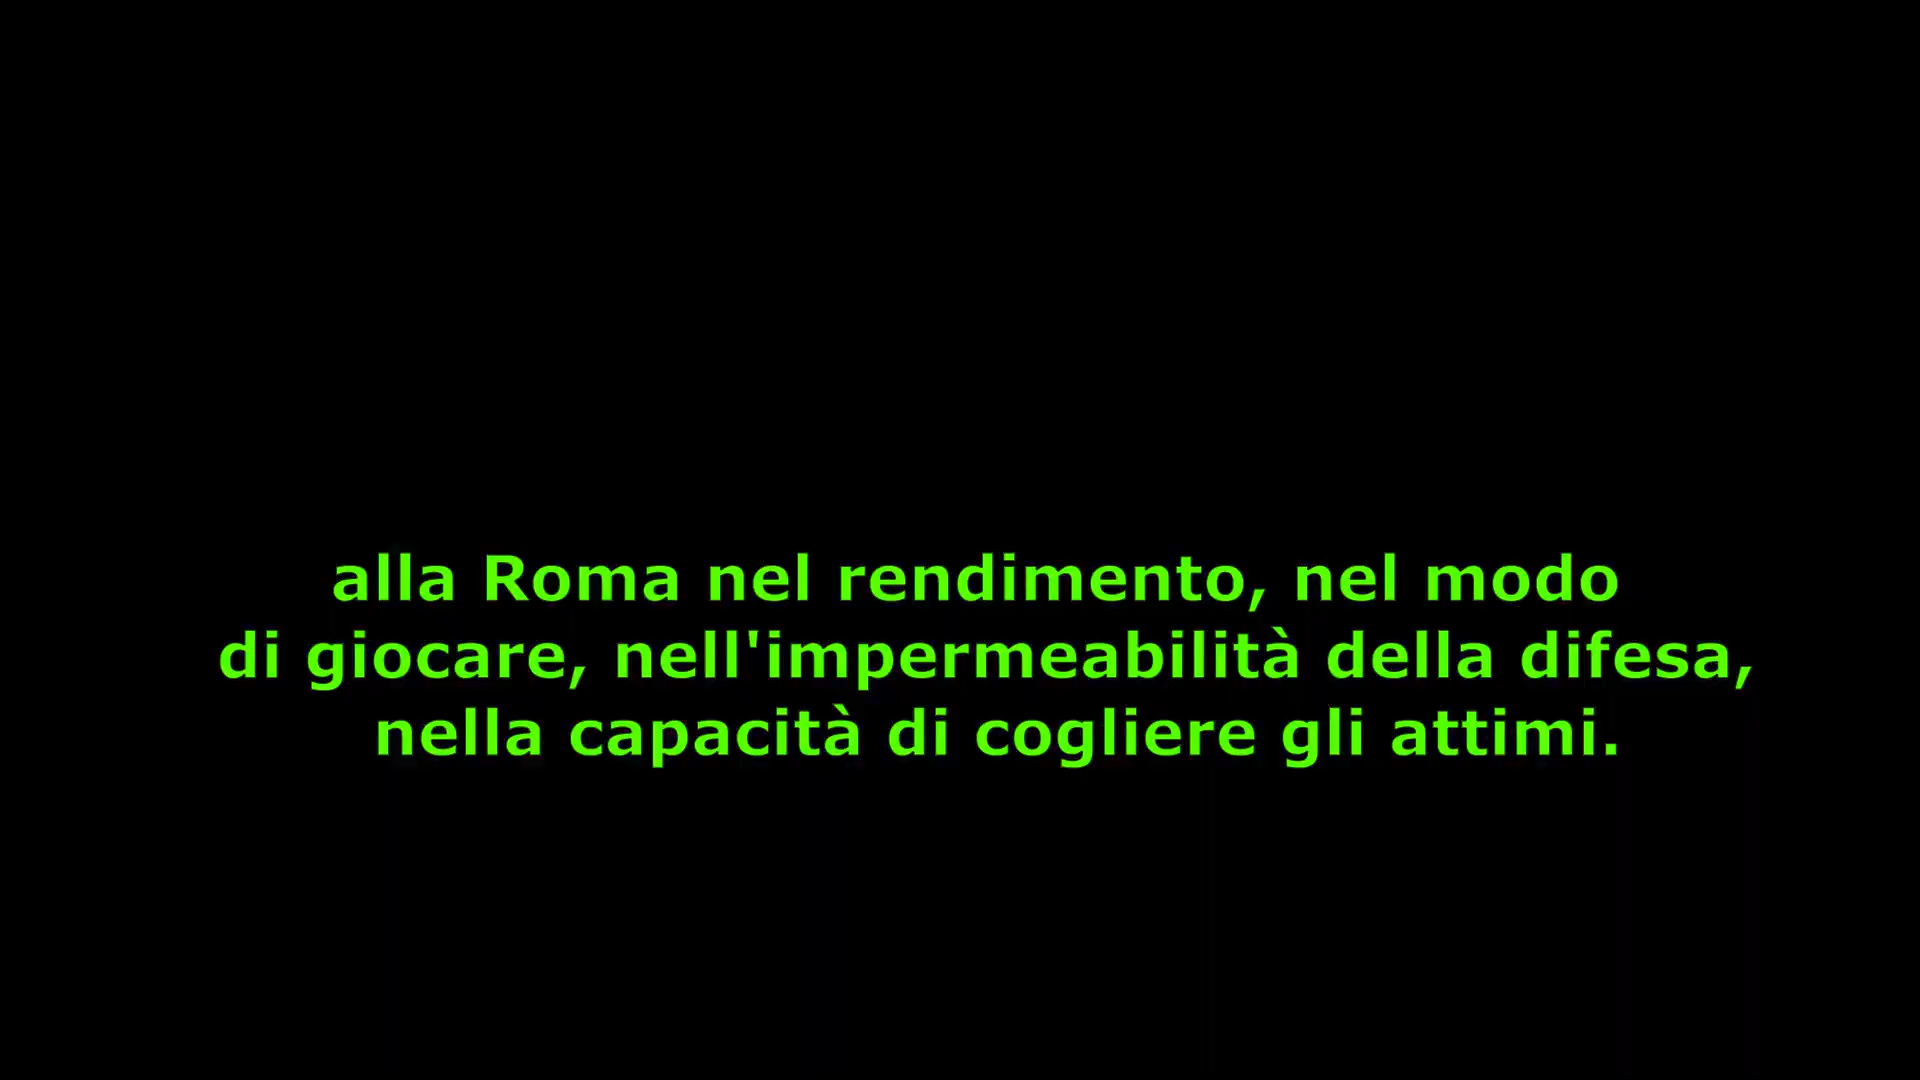 alla Roma nel rendimento, nel modo
di giocare, nell'impermeabilità della difesa,
nella capacità di cogliere gli attimi.